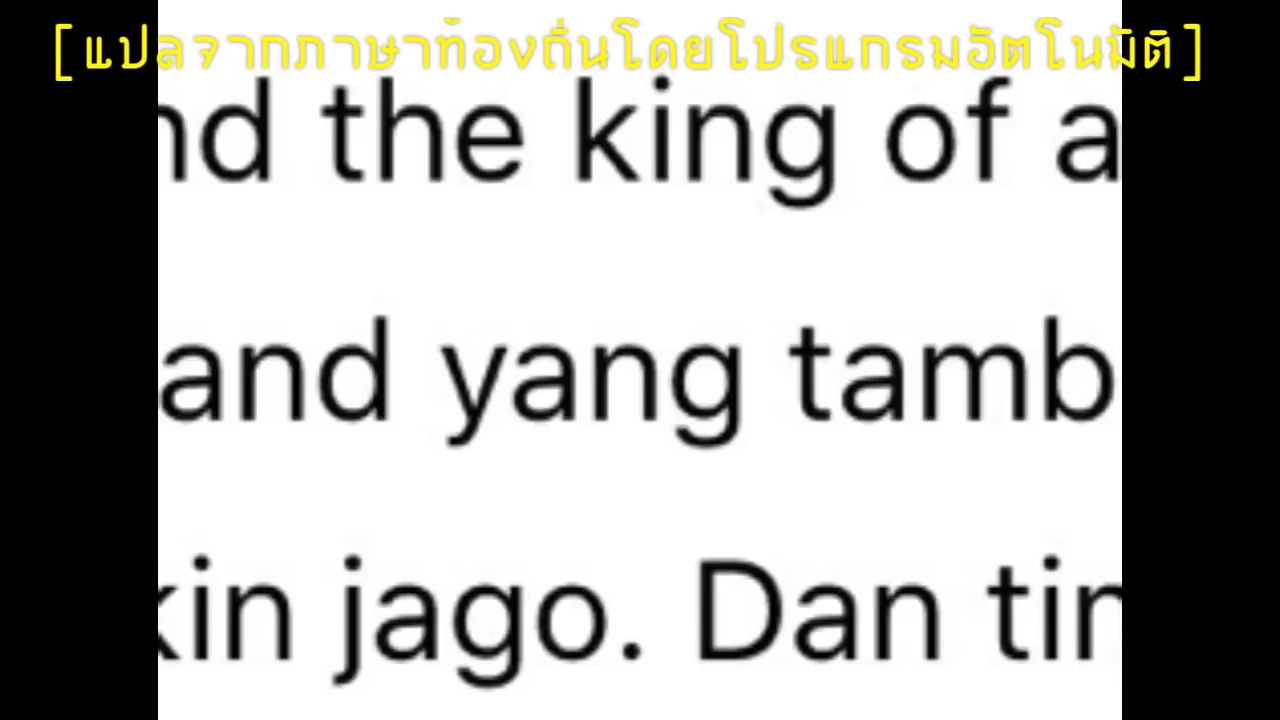 [แปลจากภาษาท้องถิ่นโดยโปรแกรมอัตโนมัติ]
nd the king of a
and yang tamb
kin jago. Dan tin